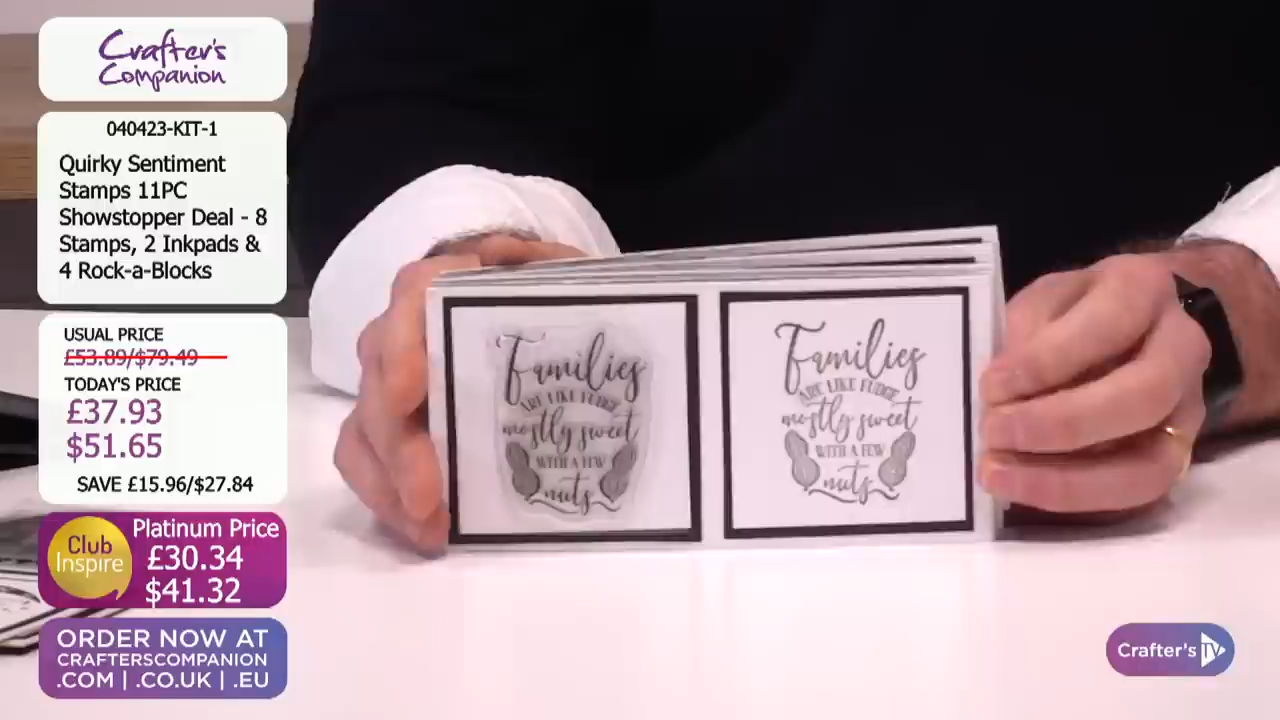 Crafter's
Companion
040423-KIT-1
Quirky Sentiment
Stamps 11PC
Showstopper Deal - 8
Stamps, 2 Inkpads &
4 Rock-a-Blocks
USUAL PRICE
£53.89/$79.49
TODAY'S PRICE
£37.93
$51.65
SAVE £15.96/$27.84
Club
Inspire
Platinum Price
£30.34
$41.32
ORDER NOW AT
CRAFTERSCOMPANION
.COM | .CO.UK | .EU
Families
ARE LIKE FUDGE
mostly sweet
WITH A FEW
nuts
Families
ARE LIKE FUDGE
mostly sweet
WITH A FEW
nuts
Crafter's TV